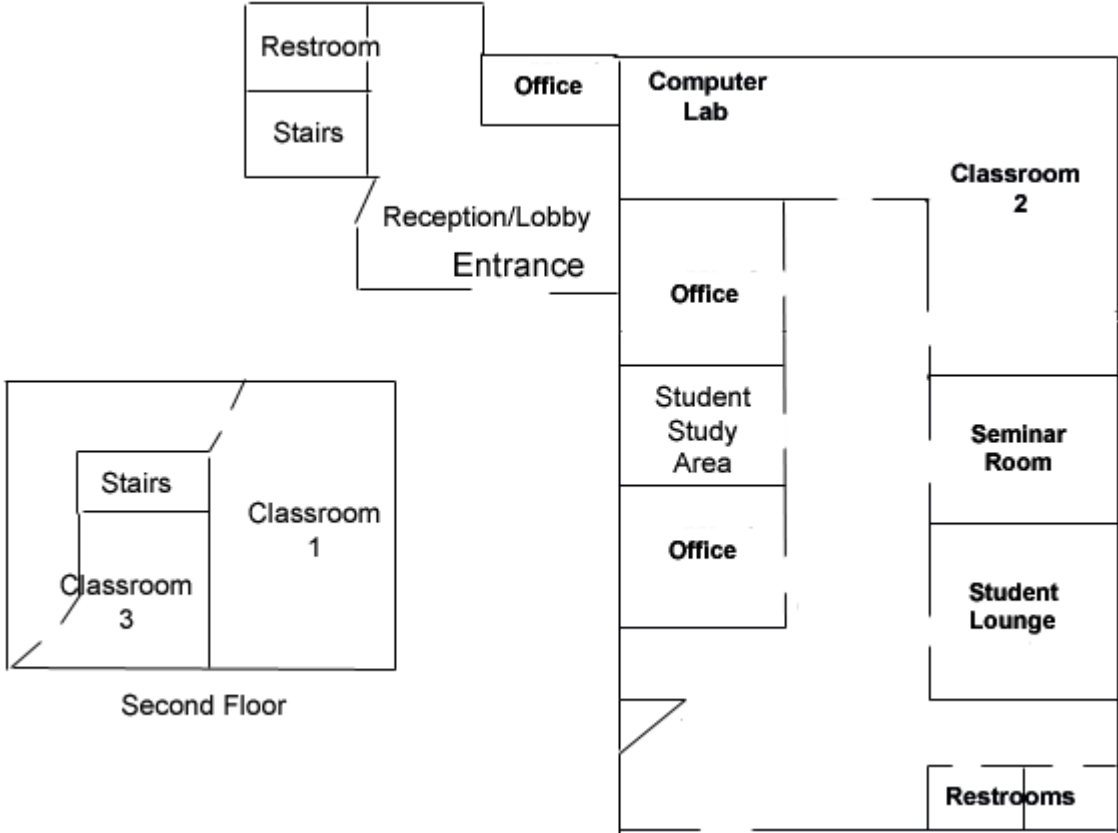 Restroom
Office
Computer
Lab
Stairs
Classroom
2
Reception/Lobby
Entrance
Office
Student
Study
Area
Seminar
Room
Stairs
Classroom
1
Office
Classroom
3
Student
Lounge
Second Floor
Restrooms